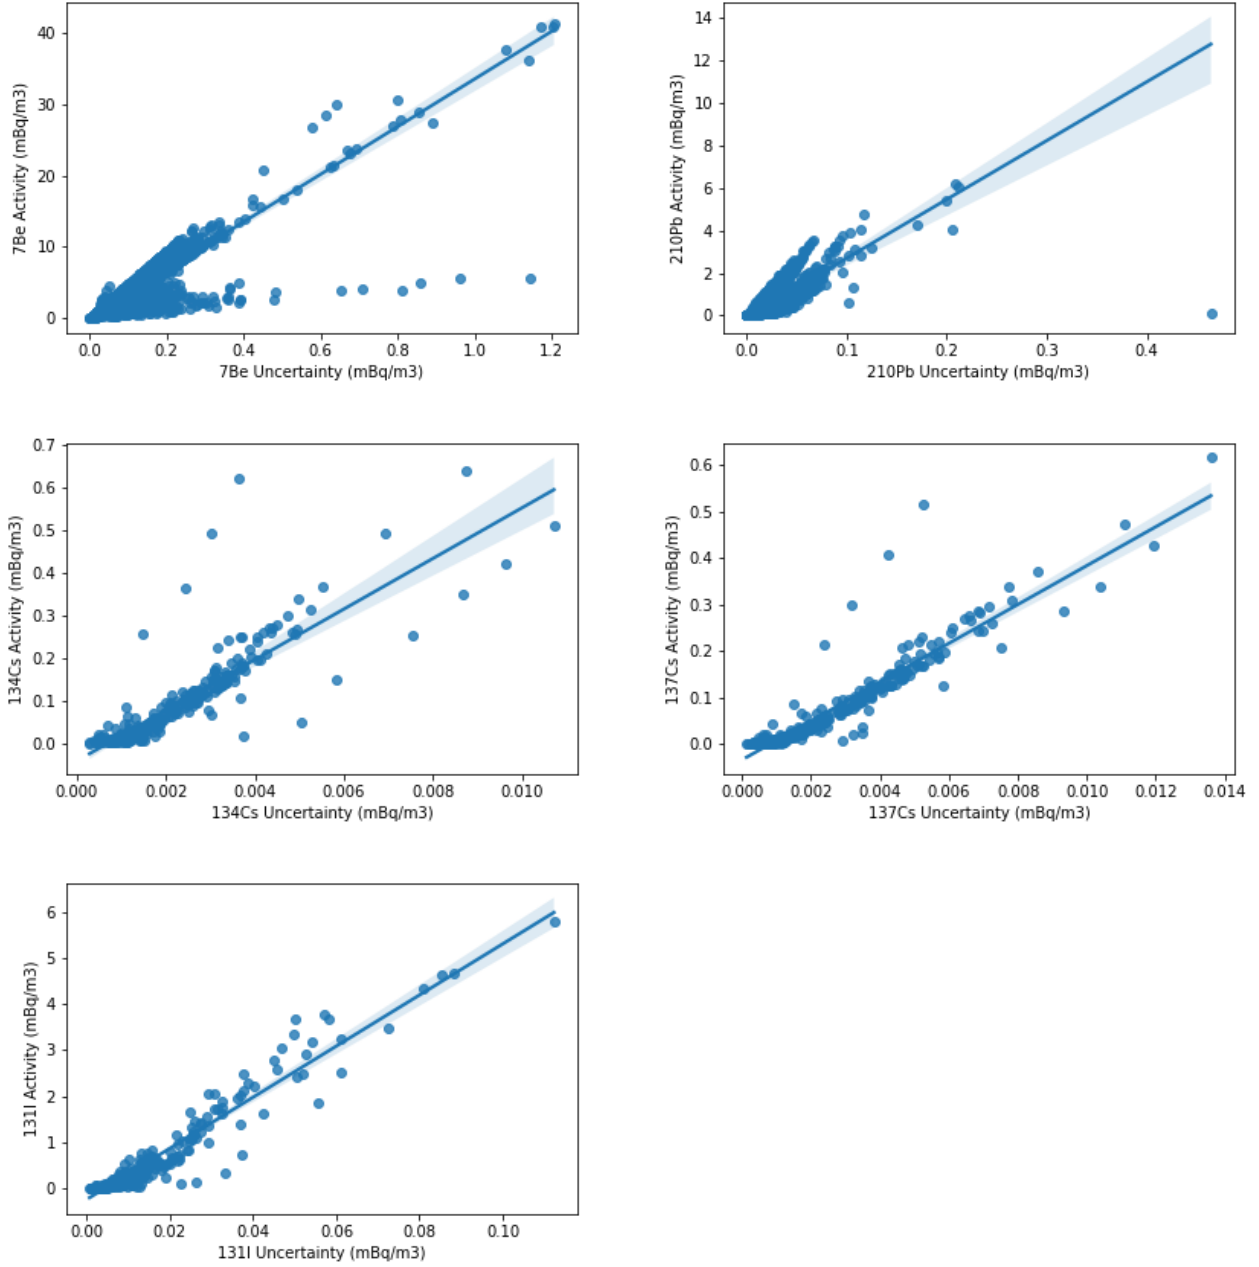 40
30
20
10
0
7Be Activity (mBq/m3)
0.0 0.2 0.4 0.6 0.8 1.0 1.2
7Be Uncertainty (mBq/m3)
14
12
10
8
6
4
2
0
210Pb Activity (mBq/m3)
0.0 0.1 0.2 0.3 0.4
210Pb Uncertainty (mBq/m3)
0.7
0.6
0.5
0.4
0.3
0.2
0.1
0.0
134Cs Activity (mBq/m3)
0.000 0.002 0.004 0.006 0.008 0.010
134Cs Uncertainty (mBq/m3)
0.6
0.5
0.4
0.3
0.2
0.1
0.0
137Cs Activity (mBq/m3)
0.000 0.002 0.004 0.006 0.008 0.010 0.012 0.014
137Cs Uncertainty (mBq/m3)
6
5
4
3
2
1
0
131I Activity (mBq/m3)
0.00 0.02 0.04 0.06 0.08 0.10
131I Uncertainty (mBq/m3)